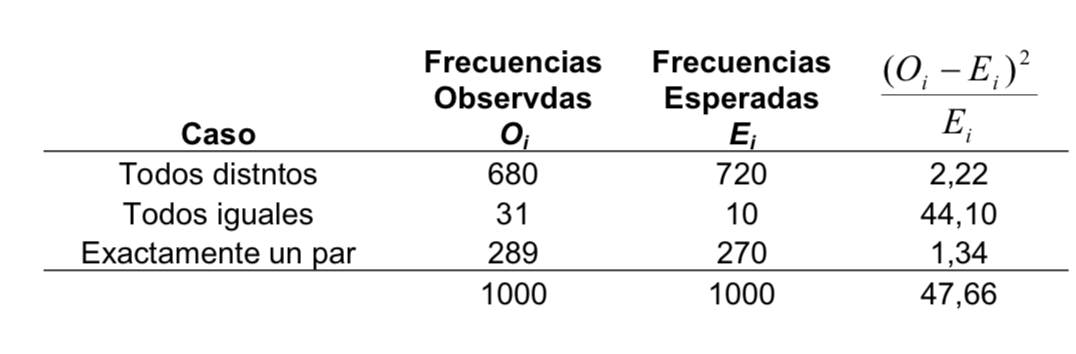 Frecuencias Frecuencias (Oᵢ − Eᵢ)²
Observdas Esperadas Eᵢ
Caso Oᵢ Eᵢ
Todos distntos 680 720 2,22
Todos iguales 31 10 44,10
Exactamente un par 289 270 1,34
1000 1000 47,66